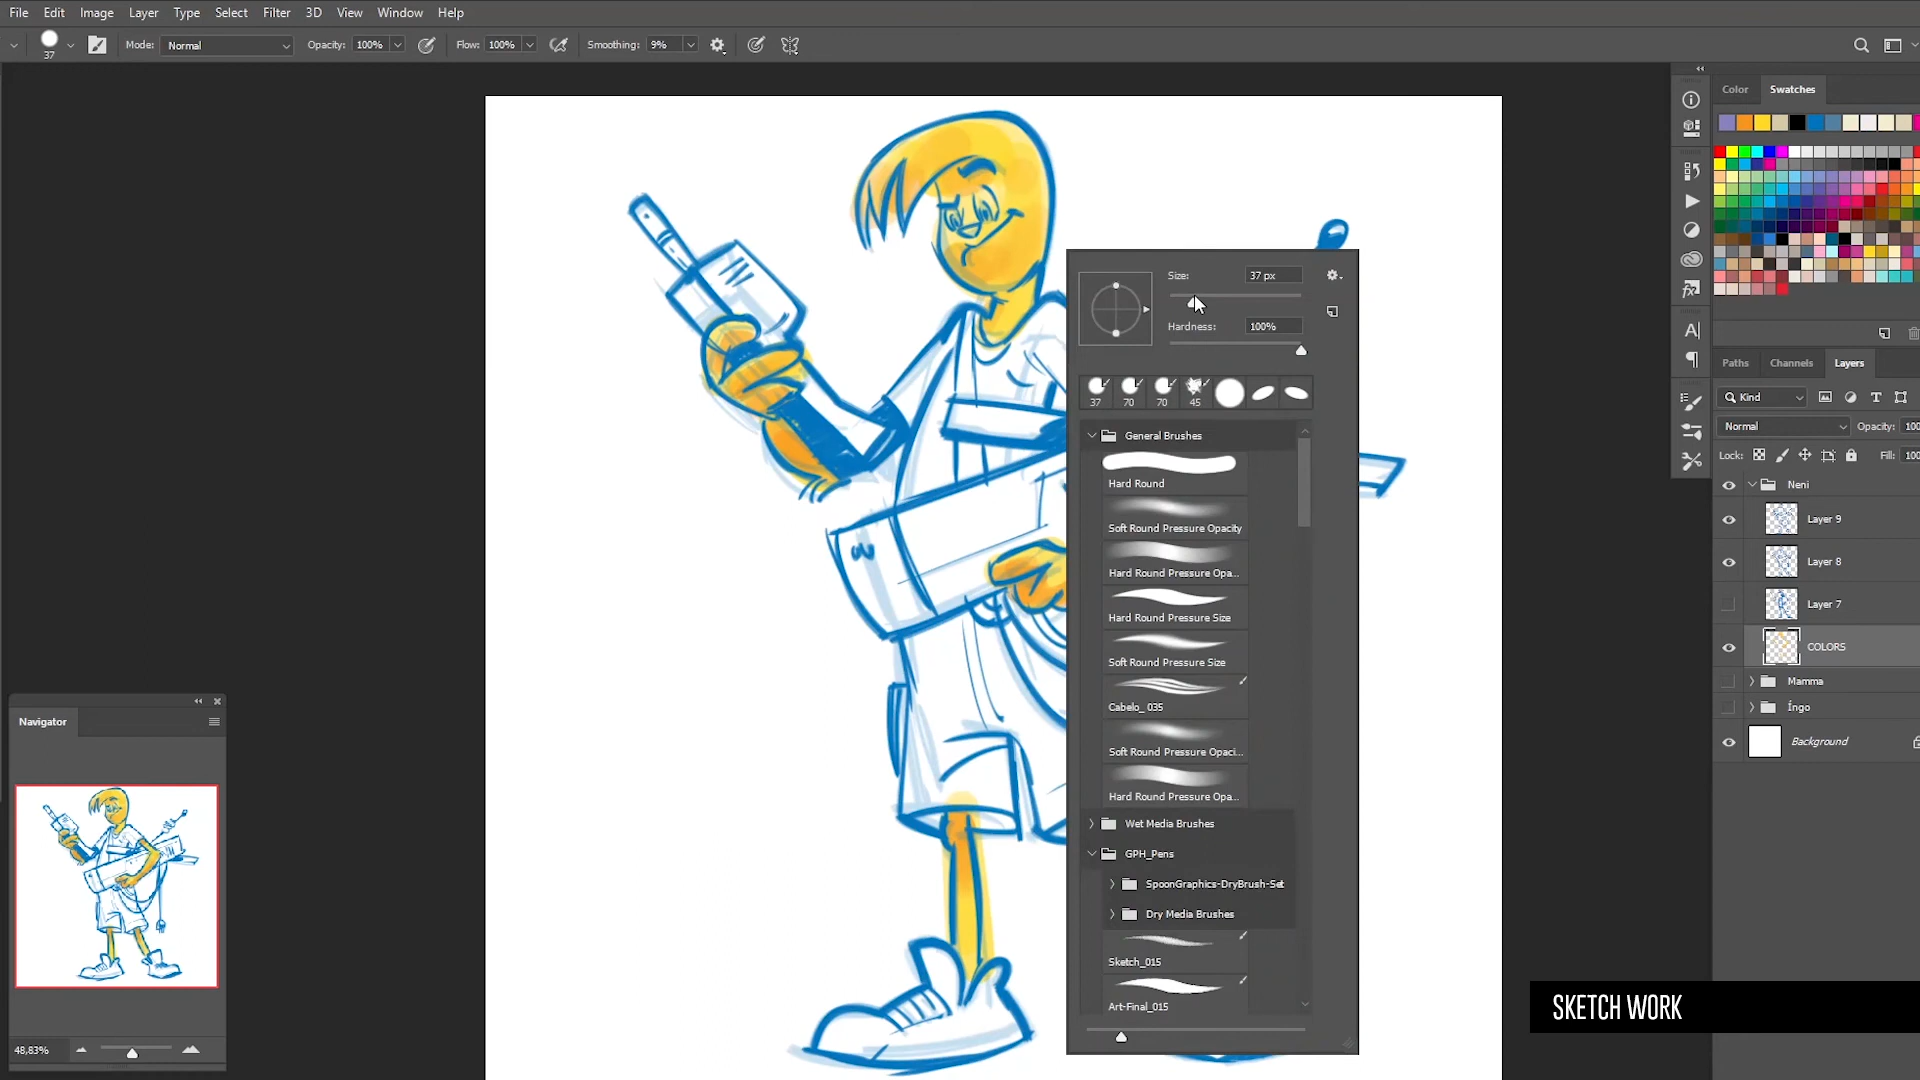 File Edit Image Layer Type Select Filter 3D View Window Help
37 Mode: Normal Opacity: 100% Flow: 100% Smoothing: 9%
Color Swatches
Size: 37 px
Hardness: 100%
37 70 70 45
General Brushes
Hard Round
Soft Round Pressure Opacity
Hard Round Pressure Opa...
Hard Round Pressure Size
Soft Round Pressure Size
Cabelo_ 035
Soft Round Pressure Opaci...
Hard Round Pressure Opa...
Wet Media Brushes
GPH_Pens
SpoonGraphics-DryBrush-Set
Dry Media Brushes
Sketch_015
Art-Final_015
Paths Channels Layers
Kind
Normal Opacity: 100
Lock: Fill: 100
Neni
Layer 9
Layer 8
Layer 7
COLORS
Mamma
Íngo
Background
Navigator
48,83%
SKETCH WORK